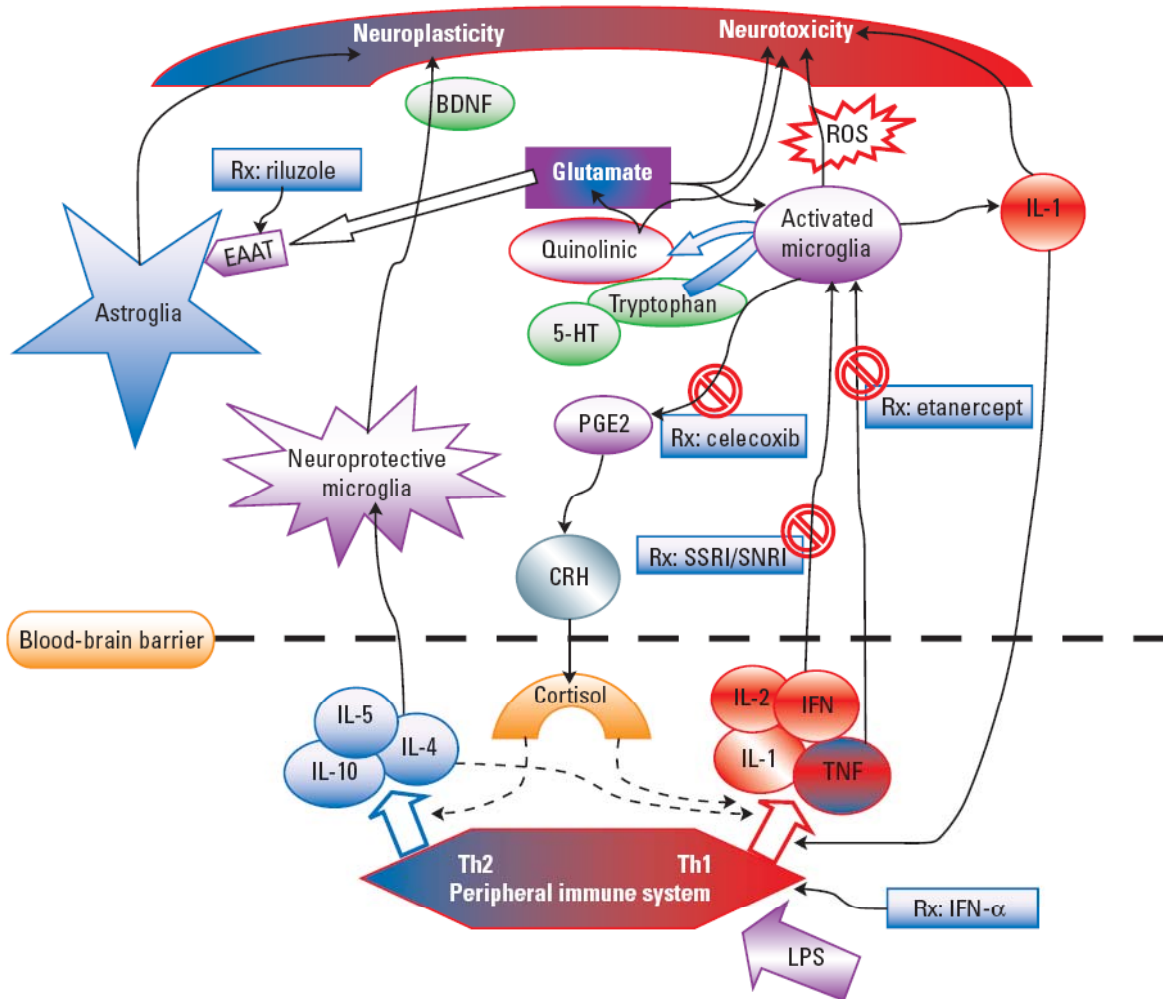 Neuroplasticity
Neurotoxicity
BDNF
ROS
Rx: riluzole
Glutamate
IL-1
Activated
microglia
EAAT
Quinolinic
Astroglia
Tryptophan
5-HT
Rx: etanercept
PGE2
Rx: celecoxib
Neuroprotective
microglia
Rx: SSRI/SNRI
CRH
Blood-brain barrier
Cortisol
IL-5
IL-4
IL-10
IL-2
IFN
IL-1
TNF
Th2
Th1
Peripheral immune system
Rx: IFN-α
LPS